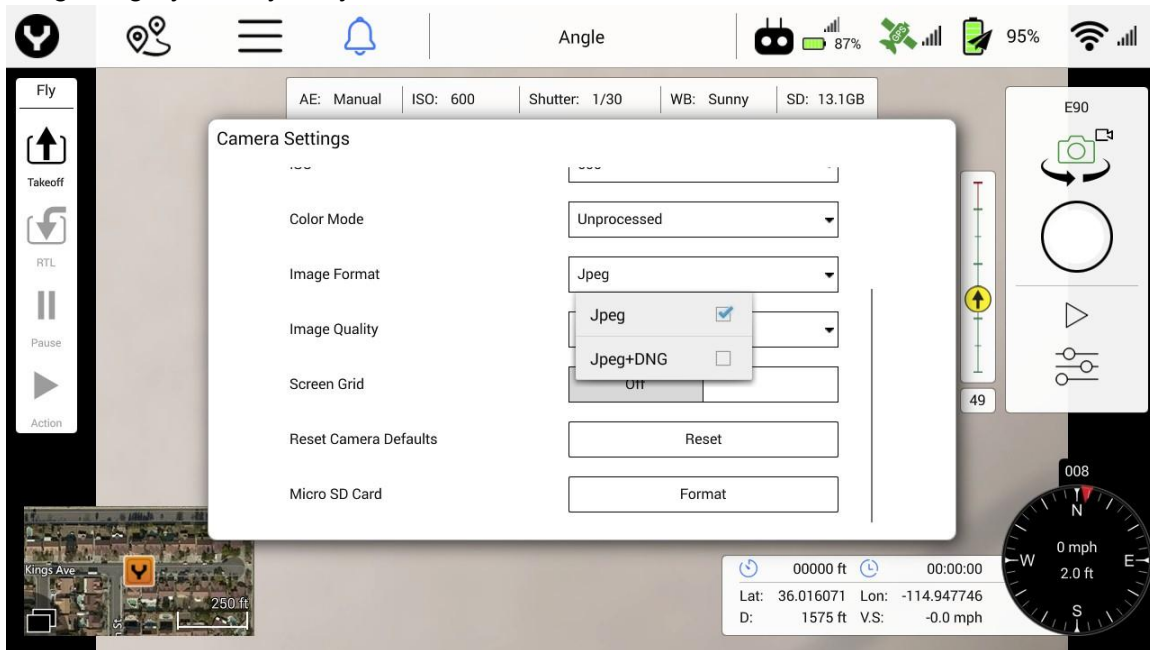 Angle
87%
95%
Fly
Takeoff
RTL
Pause
Action
AE: Manual ISO: 600 Shutter: 1/30 WB: Sunny SD: 13.1GB
Camera Settings
Color Mode Unprocessed
Image Format Jpeg
Jpeg
Jpeg+DNG
Image Quality
Screen Grid Off
Reset Camera Defaults Reset
Micro SD Card Format
E90
49
008
N
W E
S
0 mph
2.0 ft
GPS
Kings Ave
250 ft
00000 ft 00:00:00
Lat: 36.016071 Lon: -114.947746
D: 1575 ft V.S: -0.0 mph